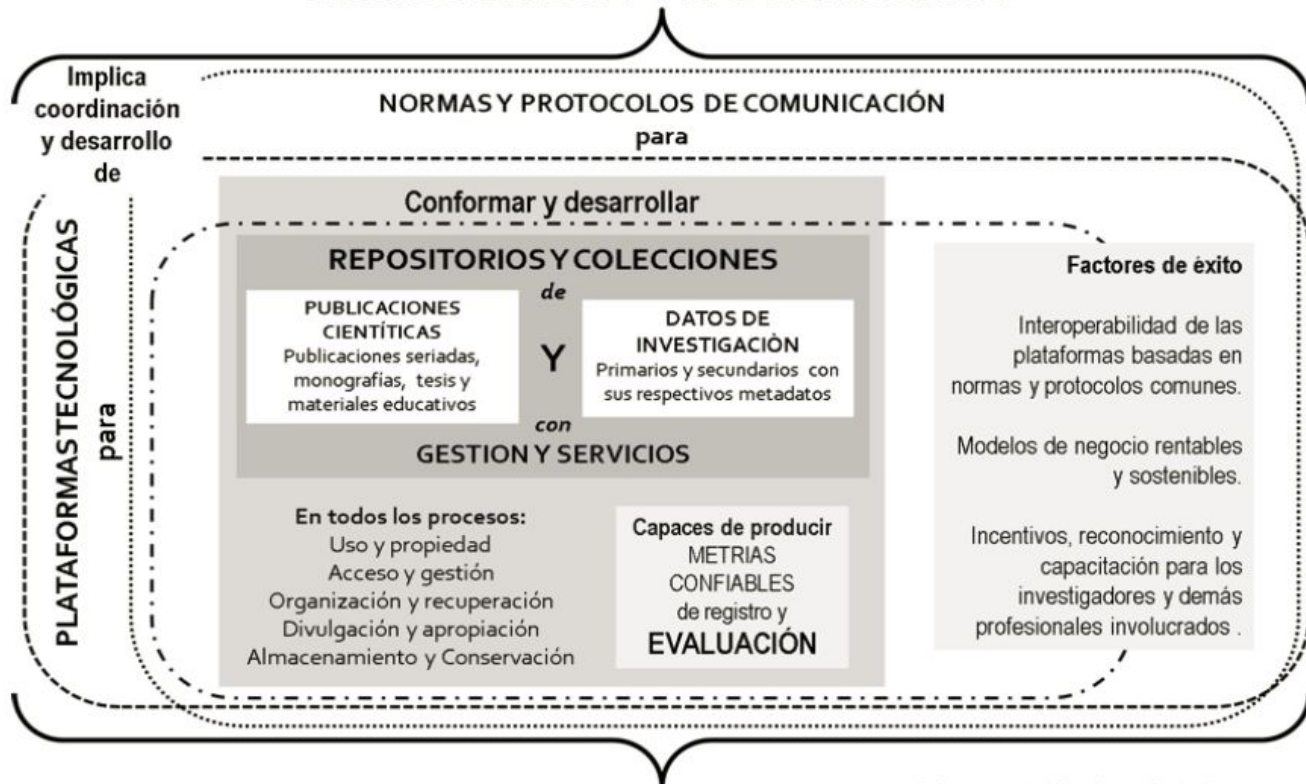 Implica
coordinación
y desarrollo
de
NORMAS Y PROTOCOLOS DE COMUNICACIÓN
para
PLATAFORMAS TECNOLÓGICAS
para
Conformar y desarrollar
REPOSITORIOS Y COLECCIONES
de
PUBLICACIONES
CIENTÍTICAS
Publicaciones seriadas,
monografías, tesis y
materiales educativos
Y
DATOS DE
INVESTIGACIÒN
Primarios y secundarios con
sus respectivos metadatos
con
GESTION Y SERVICIOS
En todos los procesos:
Uso y propiedad
Acceso y gestión
Organización y recuperación
Divulgación y apropiación
Almacenamiento y Conservación
Capaces de producir
METRIAS
CONFIABLES
de registro y
EVALUACIÓN
Factores de éxito
Interoperabilidad de las
plataformas basadas en
normas y protocolos comunes.
Modelos de negocio rentables
y sostenibles.
Incentivos, reconocimiento y
capacitación para los
investigadores y demás
profesionales involucrados .